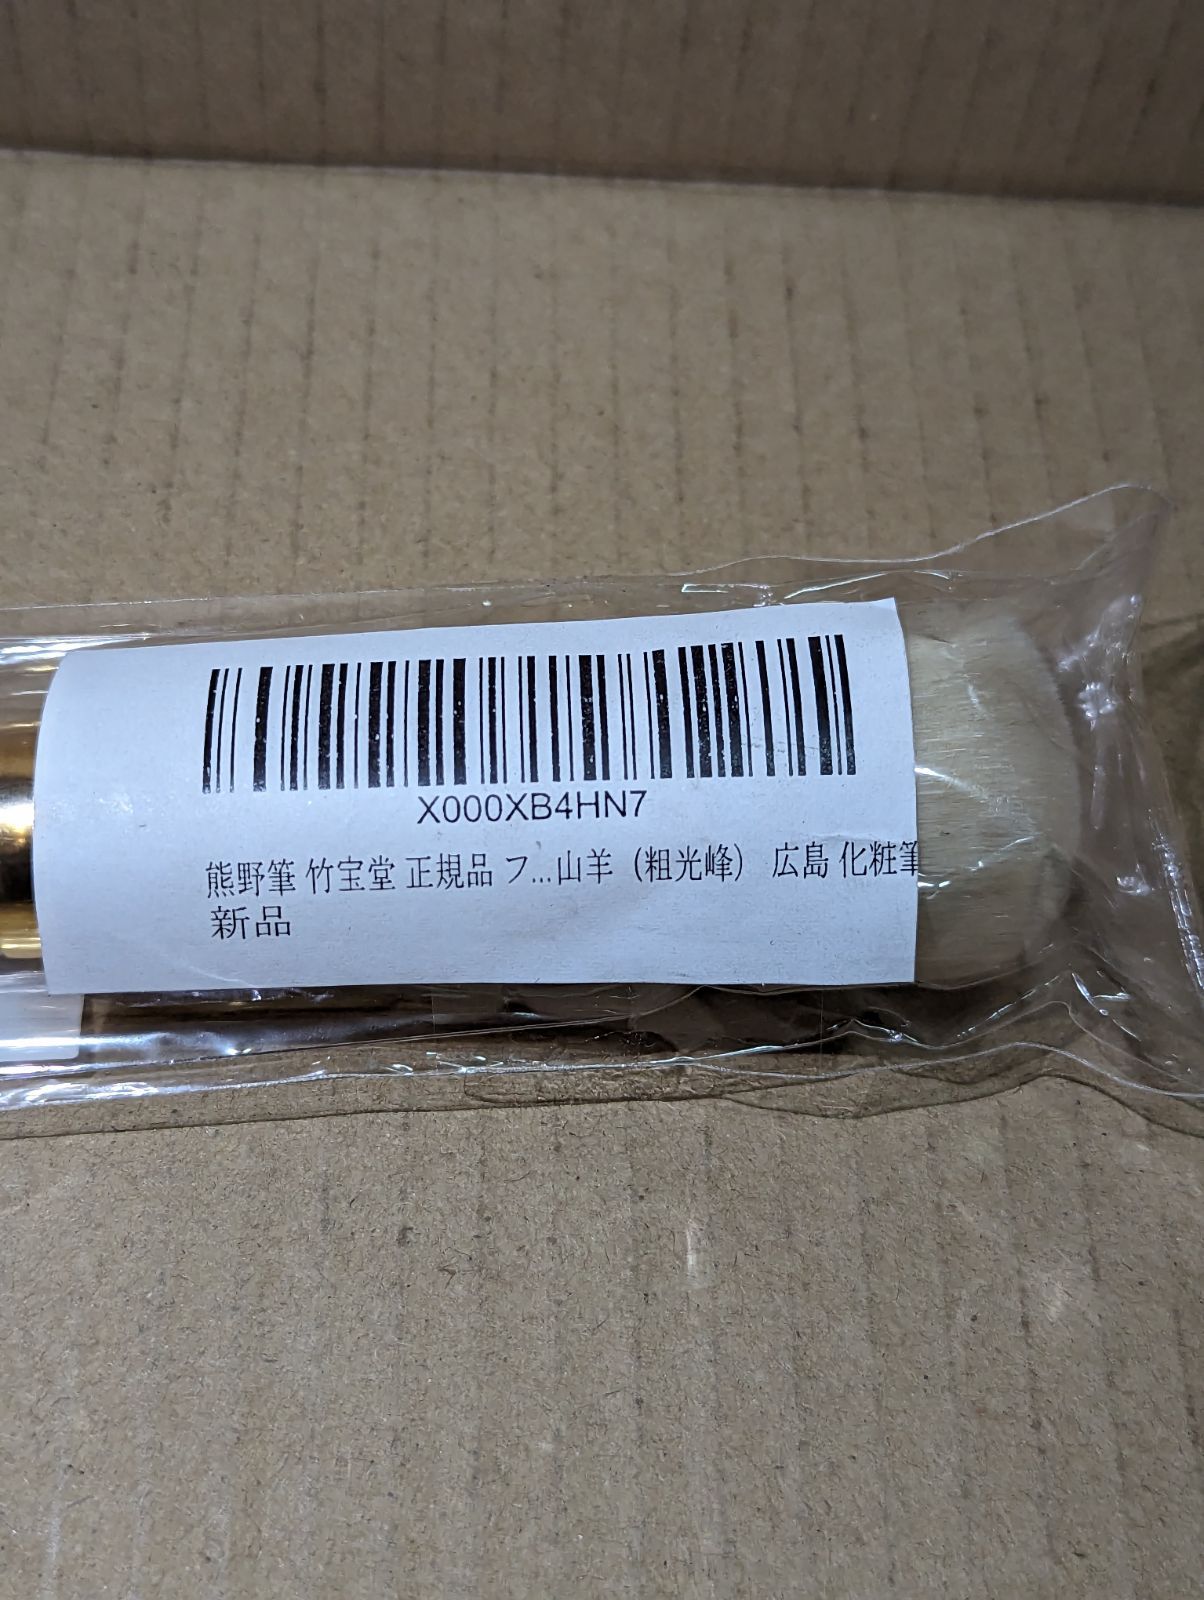 X000XB4HN7
熊野筆 竹宝堂 正規品 フ...山羊（粗光峰） 広島 化粧筆
新品